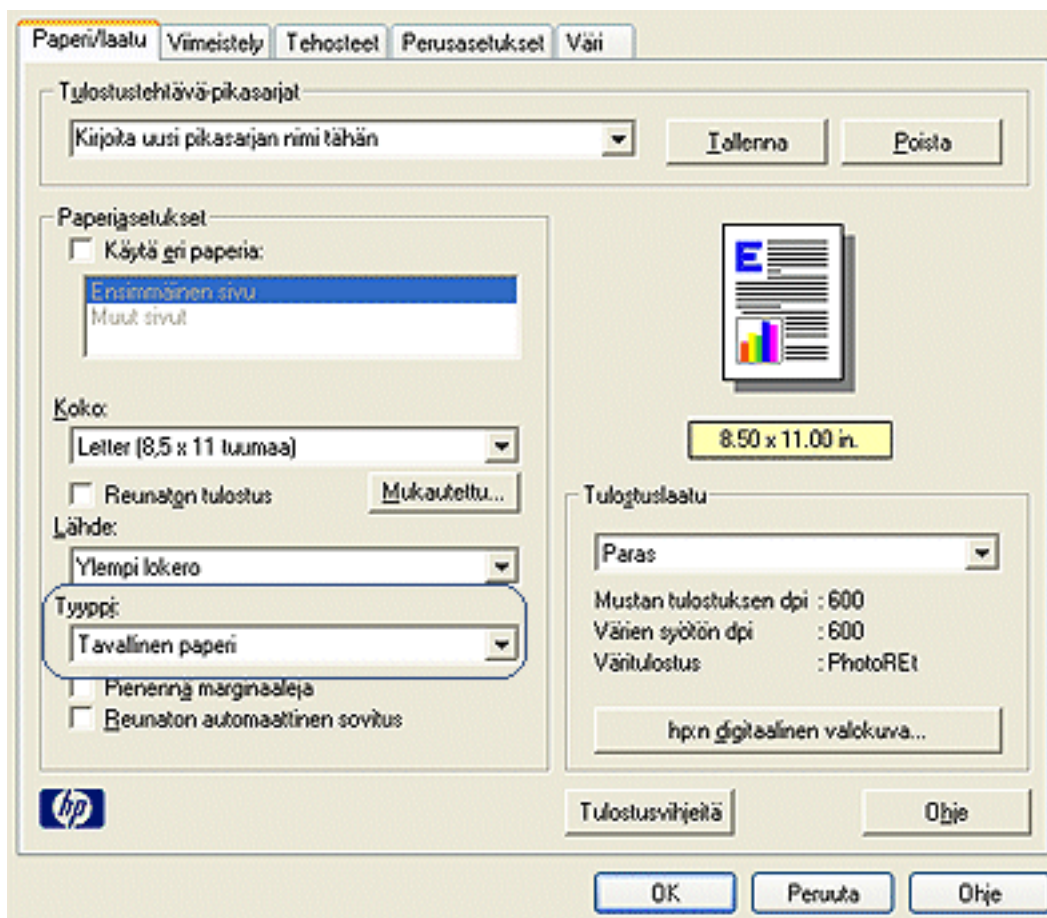 Paperi/laatu Viimeistely Tehosteet Perusasetukset Väri
Tulostustehtävä-pikasarjat
Kirjoita uusi pikasarjan nimi tähän Tallenna Poista
Paperiasetukset
Käytä eri paperia:
Ensimmäinen sivu
Muut sivut
E
Koko:
Letter (8,5 x 11 tuumaa)
8.50 x 11.00 in.
Reunaton tulostus Mukautettu...
Lähde:
Ylempi lokero
Tyyppi:
Tavallinen paperi
Pienennä marginaaleja
Reunaton automaattinen sovitus
Tulostuslaatu
Paras
Mustan tulostuksen dpi : 600
Värien syötön dpi : 600
Väritulostus : PhotoREt
hp:n digitaalinen valokuva...
hp
Tulostusvihjeitä Ohje
OK Peruuta Ohje